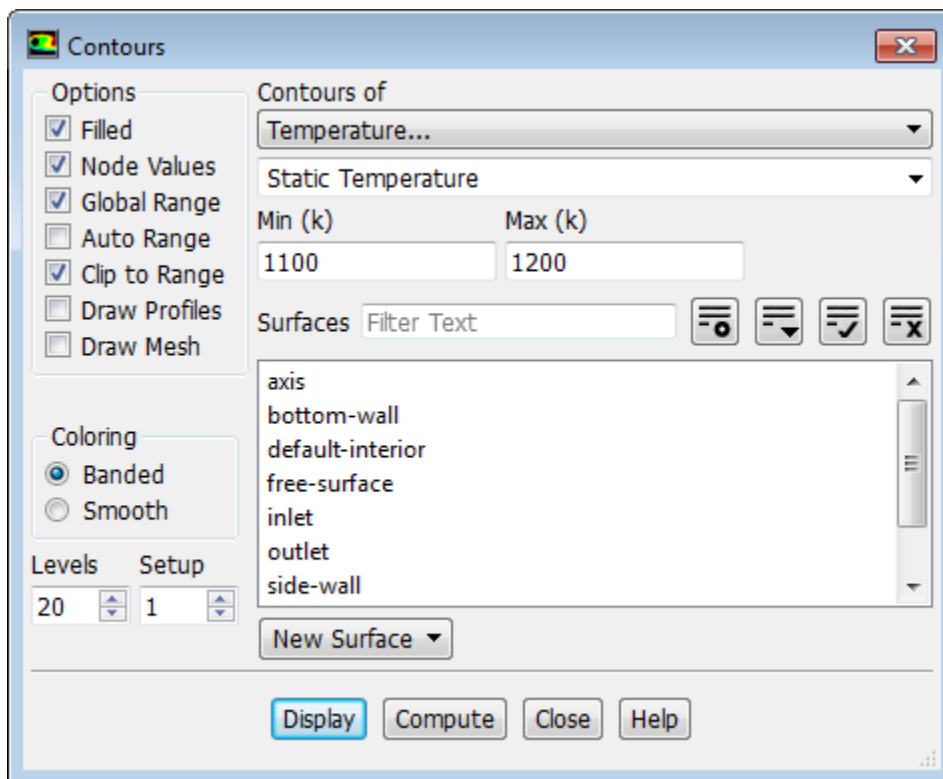 Contours
Options
Filled
Node Values
Global Range
Auto Range
Clip to Range
Draw Profiles
Draw Mesh
Coloring
Banded
Smooth
Levels Setup
20 1
Contours of
Temperature...
Static Temperature
Min (k) Max (k)
1100 1200
Surfaces Filter Text
axis
bottom-wall
default-interior
free-surface
inlet
outlet
side-wall
New Surface
Display Compute Close Help